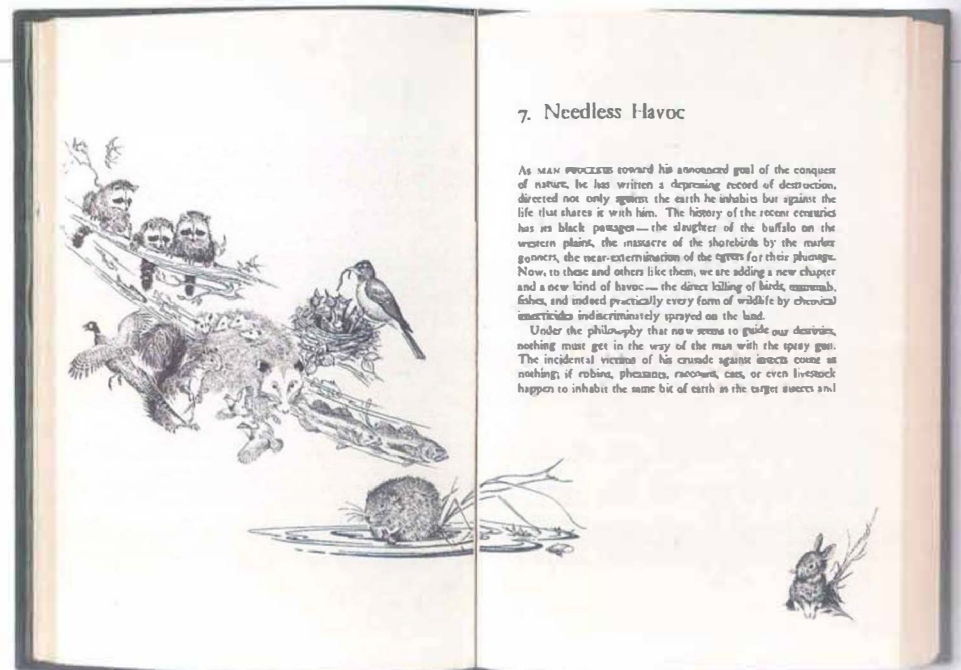 7. Needless Havoc
As MAN PROCEEDS toward his announced goal of the conquest
of nature, he has written a depressing record of destruction,
directed not only against the earth he inhabits but against the
life that shares it with him. The history of the recent centuries
has its black passages — the slaughter of the buffalo on the
western plains, the massacre of the shorebirds by the market
gunners, the near-extermination of the egrets for their plumage.
Now, to these and others like them, we are adding a new chapter
and a new kind of havoc — the direct killing of birds, mammals,
fishes, and indeed practically every form of wildlife by chemical
insecticides indiscriminately sprayed on the land.
Under the philosophy that now seems to guide our destinies,
nothing must get in the way of the man with the spray gun.
The incidental victims of his crusade against insects count as
nothing; if robins, pheasants, raccoons, cats, or even livestock
happen to inhabit the same bit of earth as the target insects and